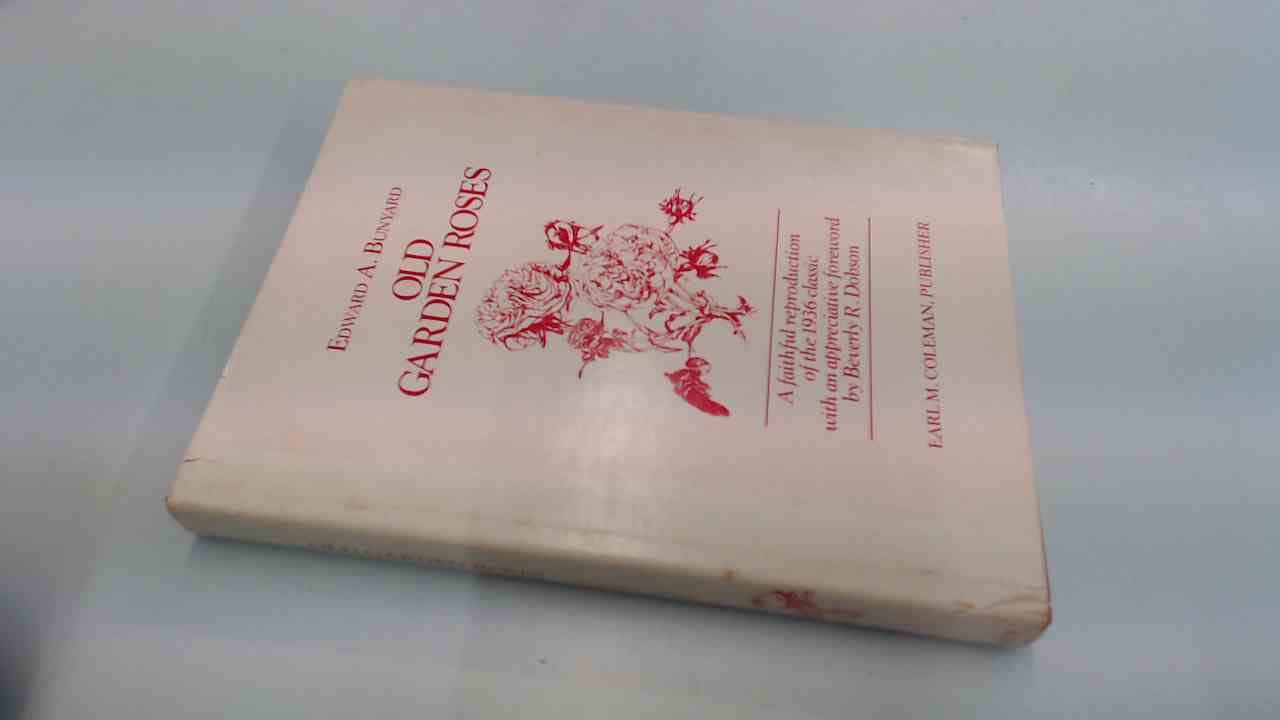 EDWARD A. BUNYARD
OLD
GARDEN ROSES
A faithful reproduction
of the 1936 classic
with an appreciative foreword
by Beverly R. Dobson
EARL M. COLEMAN, PUBLISHER